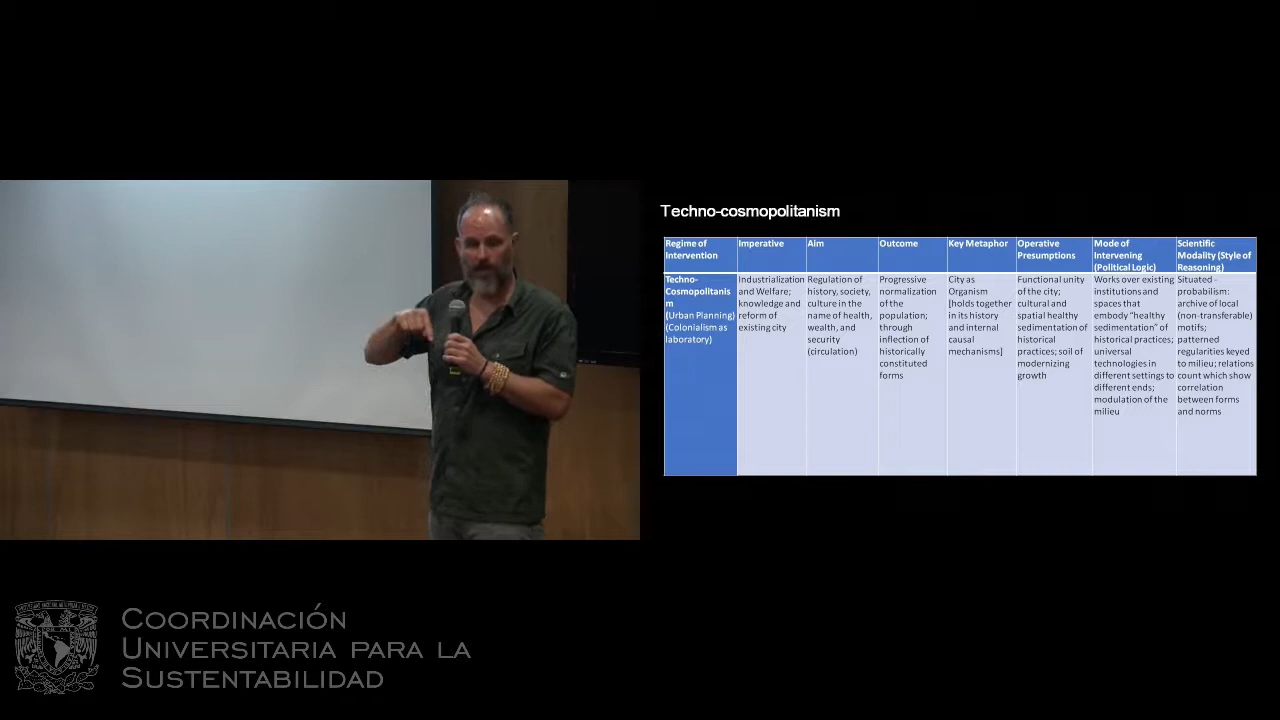 Techno-cosmopolitanism
Regime of
Intervention
Imperative
Aim
Outcome
Key Metaphor
Operative
Presumptions
Mode of
Intervening
(Political Logic)
Scientific
Modality (Style of
Reasoning)
Techno-
Cosmopolitanis
m
(Urban Planning)
(Colonialism as
laboratory)
Industrialization
and Welfare;
knowledge and
reform of
existing city
Regulation of
history, society,
culture in the
name of health,
wealth, and
security
(circulation)
Progressive
normalization
of the
population;
through
inflection of
historically
constituted
forms
City as
Organism
[holds together
in its history
and internal
causal
mechanisms]
Functional unity
of the city;
cultural and
spatial healthy
sedimentation of
historical
practices; soil of
modernizing
growth
Works over existing
institutions and
spaces that
embody “healthy
sedimentation” of
historical practices;
universal
technologies in
different settings to
different ends;
modulation of the
milieu
Situated -
probabilism:
archive of local
(non-transferable)
motifs;
patterned
regularities keyed
to milieu; relations
count which show
correlation
between forms
and norms
COORDINACIÓN
UNIVERSITARIA PARA LA
SUSTENTABILIDAD